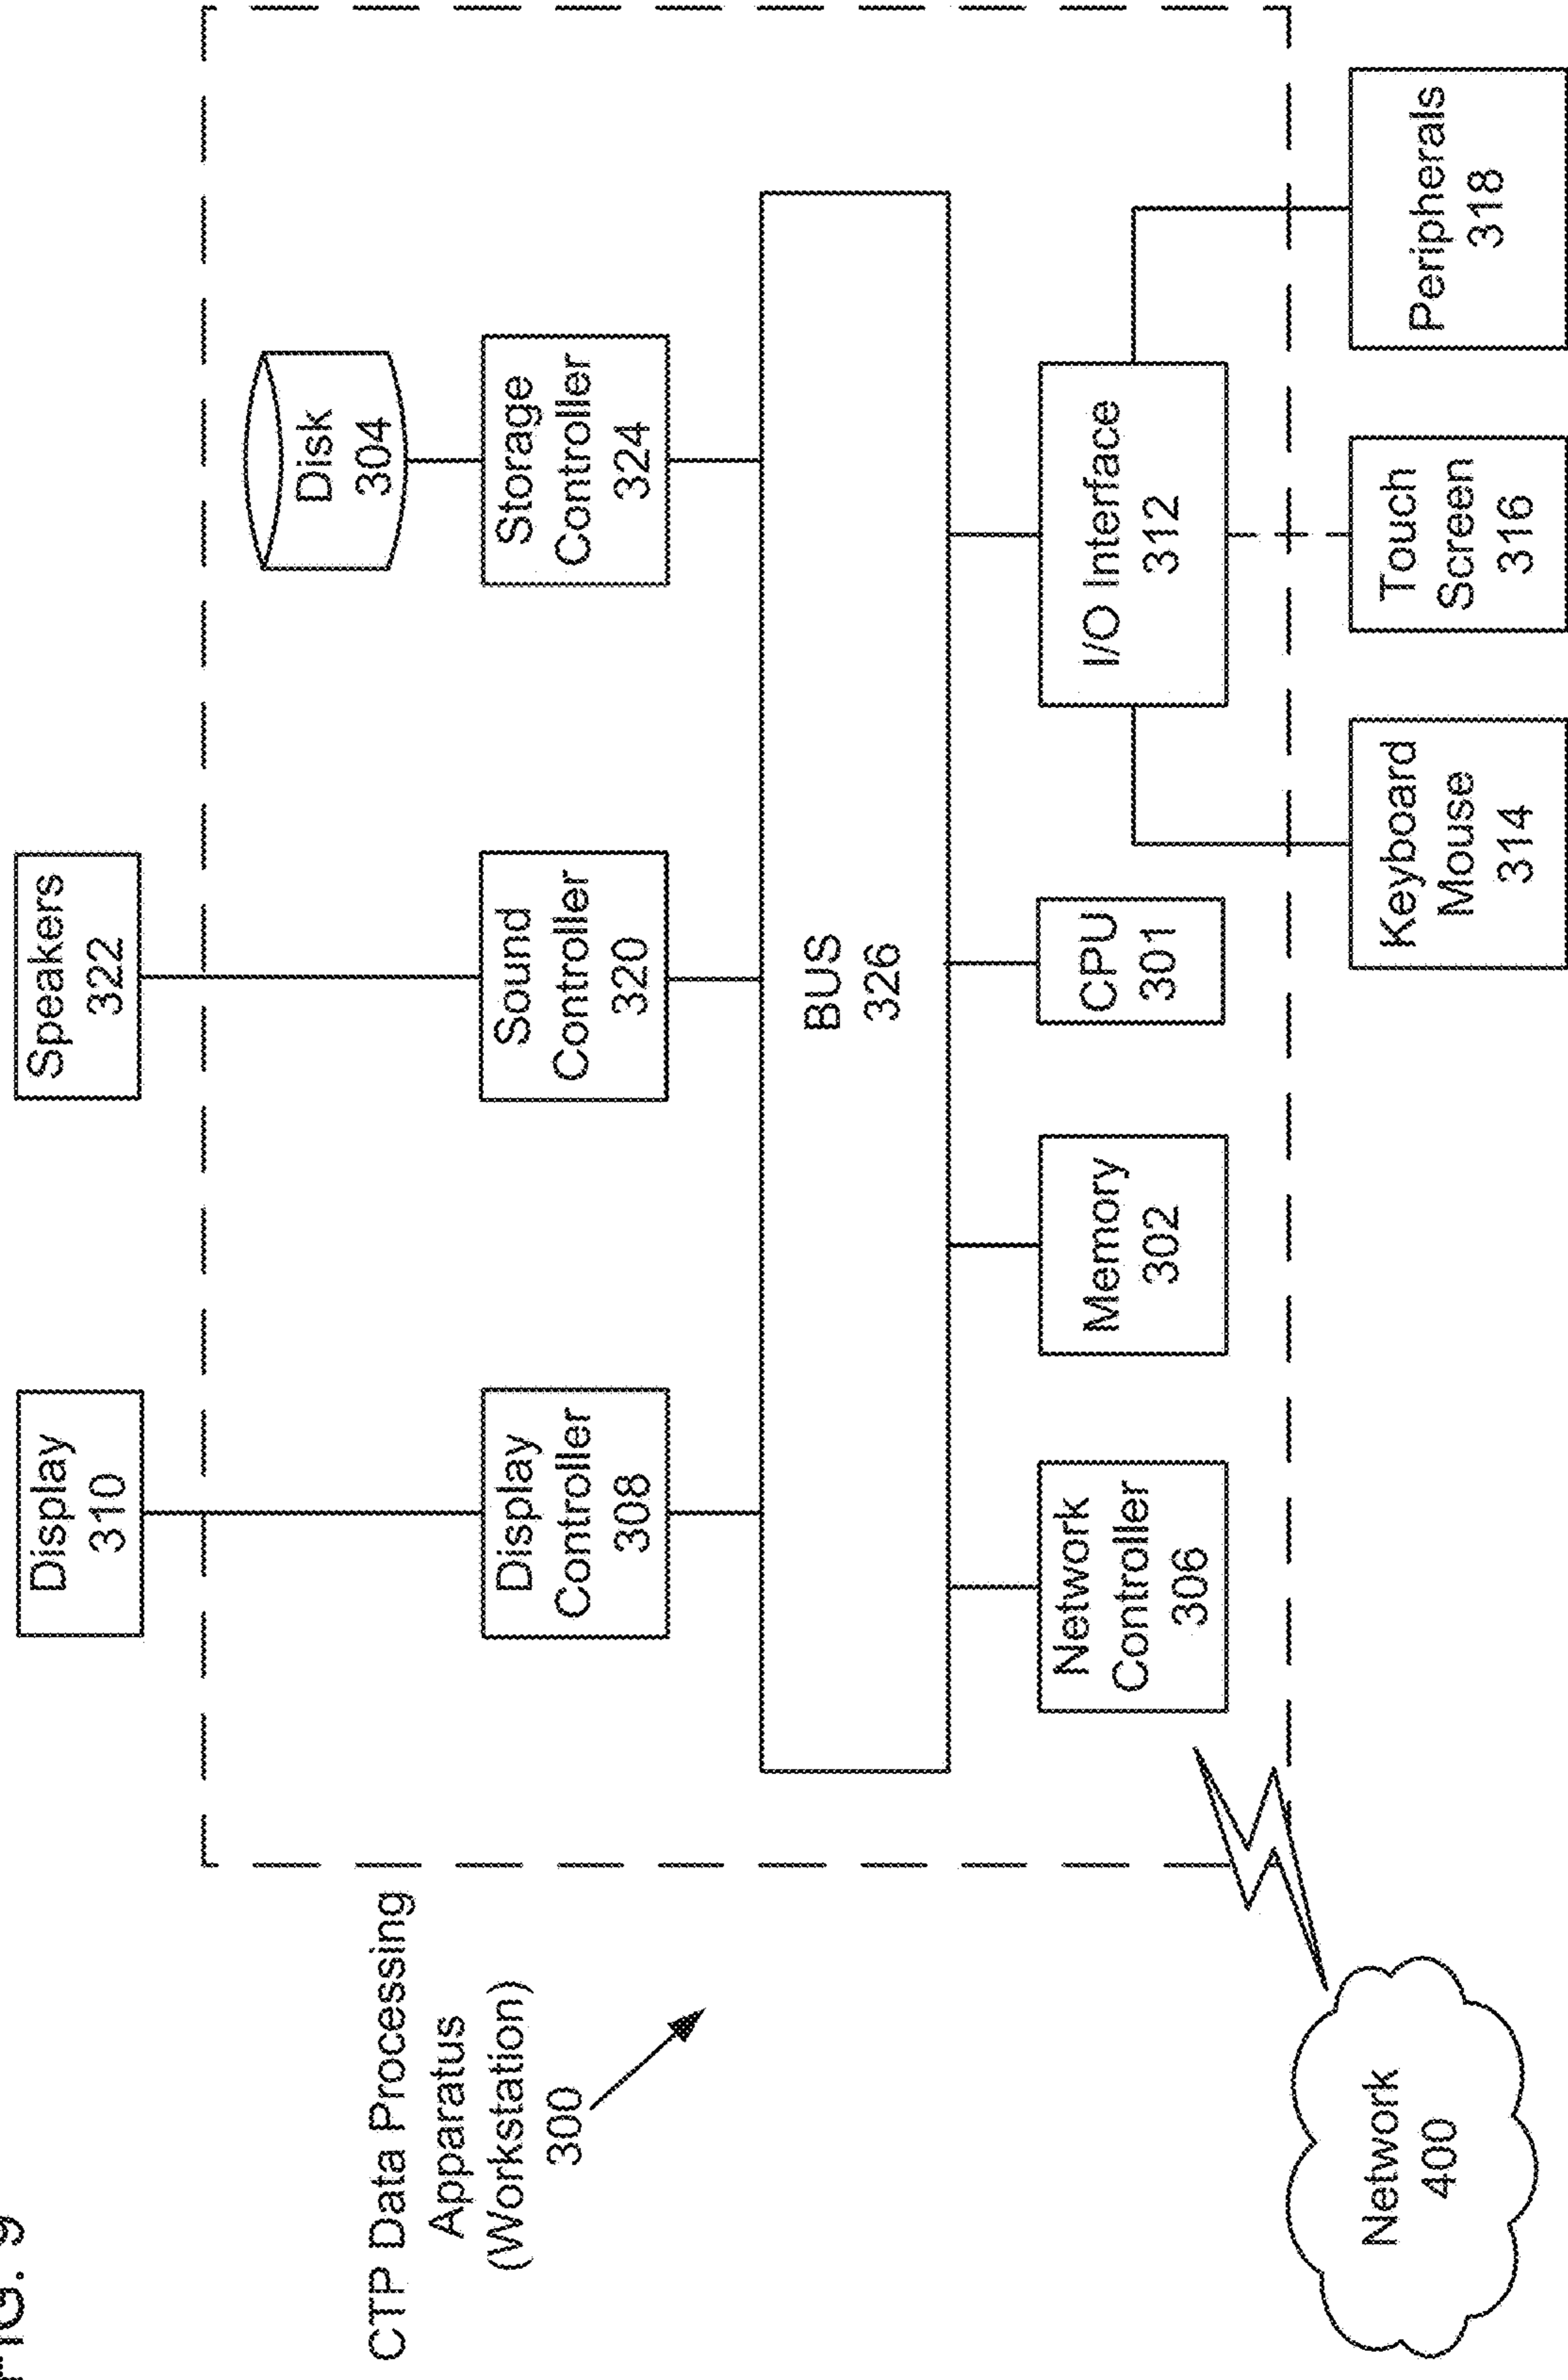 FIG. 9
CTP Data Processing
Apparatus
(Workstation)
300
Display
310
Speakers
322
Disk
304
Display
Controller
308
Sound
Controller
320
Storage
Controller
324
BUS
326
Network
Controller
306
Memory
302
CPU
301
I/O Interface
312
Network
400
Keyboard
Mouse
314
Touch
Screen
316
Peripherals
318